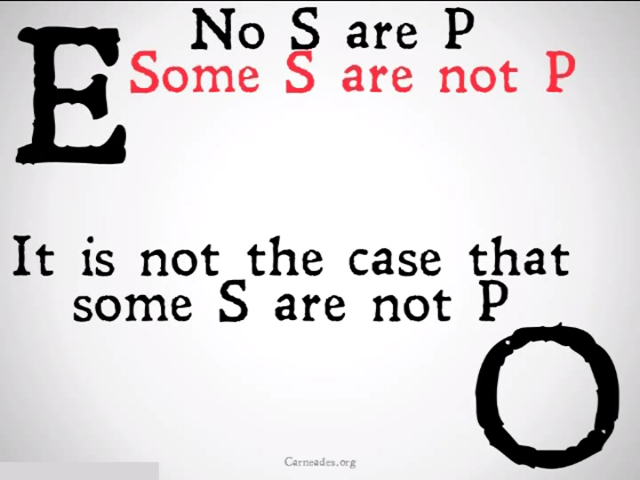 E
No S are P
Some S are not P
It is not the case that
some S are not P
O
Carneades.org